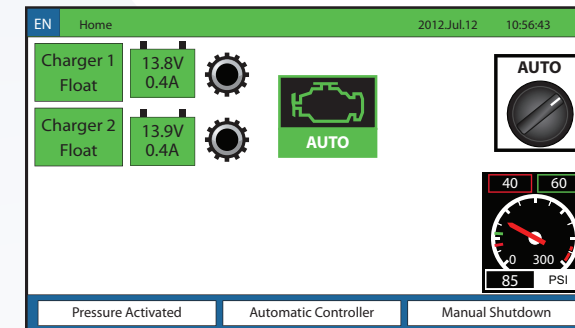 EN Home 2012.Jul.12 10:56:43
Charger 1
Float
13.8V
0.4A
AUTO
Charger 2
Float
13.9V
0.4A
AUTO
40 60
0 300
85 PSI
Pressure Activated Automatic Controller Manual Shutdown